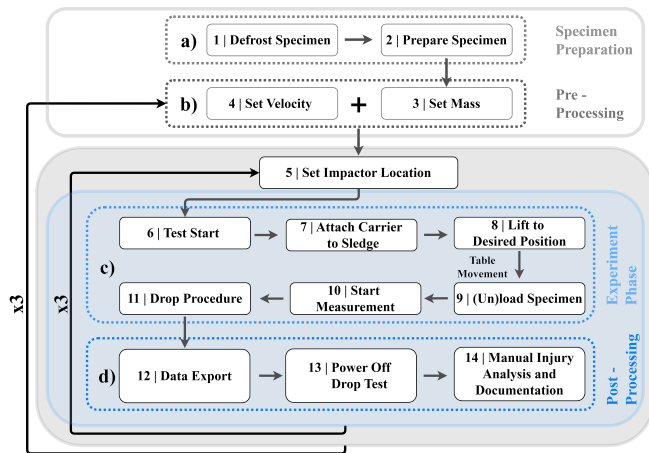 a)
1 | Defrost Specimen
2 | Prepare Specimen
Specimen
Preparation
b)
4 | Set Velocity
+
3 | Set Mass
Pre -
Processing
5 | Set Impactor Location
x3
x3
c)
6 | Test Start
7 | Attach Carrier
to Sledge
8 | Lift to
Desired Position
Table
Movement
11 | Drop Procedure
10 | Start
Measurement
9 | (Un)load Specimen
Experiment
Phase
d)
12 | Data Export
13 | Power Off
Drop Test
14 | Manual Injury
Analysis and
Documentation
Post -
Processing